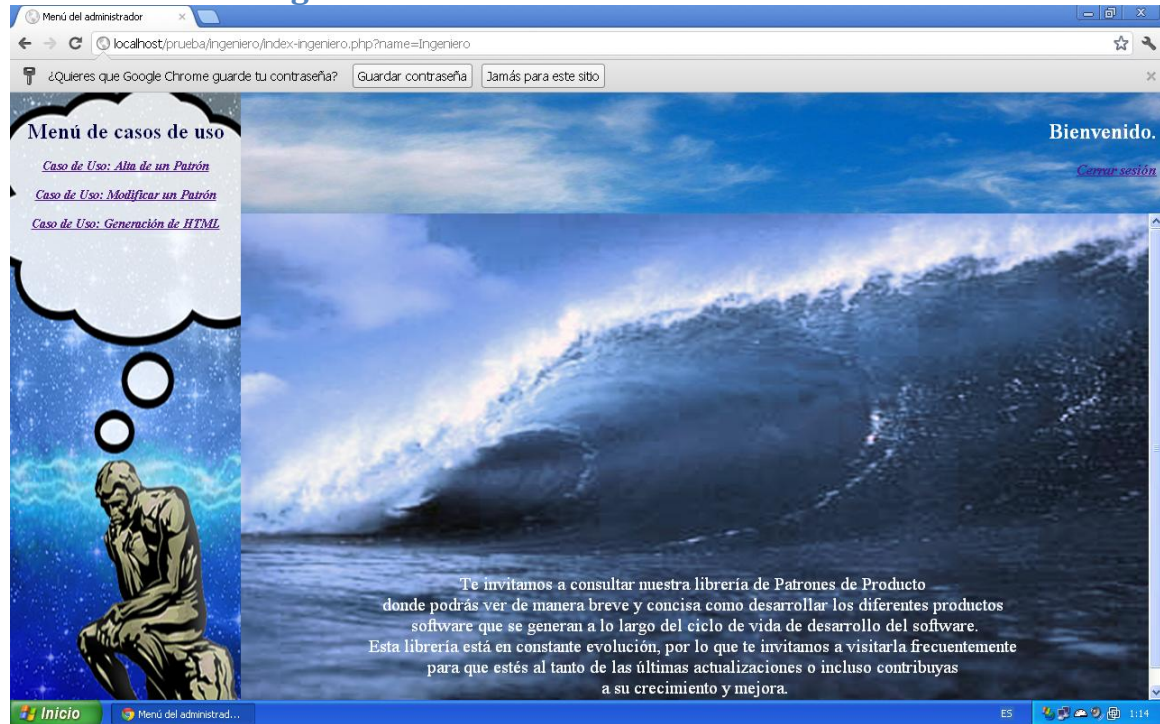 Menú del administrador
localhost/prueba/ingeniero/index-ingeniero.php?name=Ingeniero
¿Quieres que Google Chrome guarde tu contraseña? Guardar contraseña Jamás para este sitio
Menú de casos de uso
Caso de Uso: Alta de un Patrón
Caso de Uso: Modificar un Patrón
Caso de Uso: Generación de HTML
Bienvenido.
Cerrar sesión
Te invitamos a consultar nuestra librería de Patrones de Producto
donde podrás ver de manera breve y concisa como desarrollar los diferentes productos
software que se generan a lo largo del ciclo de vida de desarrollo del software.
Esta librería está en constante evolución, por lo que te invitamos a visitarla frecuentemente
para que estés al tanto de las últimas actualizaciones o incluso contribuyas
a su crecimiento y mejora.
Inicio Menú del administrad... ES 1:14